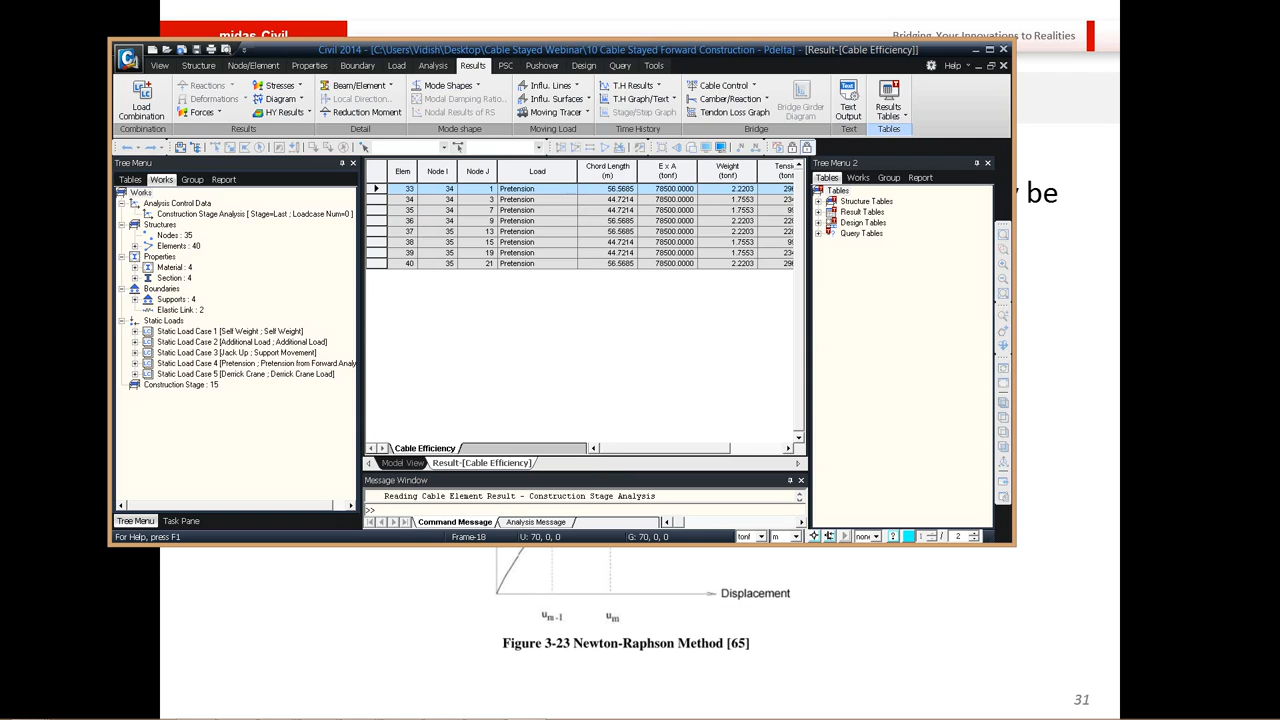 midas Civil
Bridging Your Innovations to Realities
Civil 2014 - [C:\Users\Vidish\Desktop\Cable Stayed Webinar\10 Cable Stayed Forward Construction - Pdelta] - [Result-[Cable Efficiency]]
View Structure Node/Element Properties Boundary Load Analysis Results PSC Pushover Design Query Tools Help
Load Combination
Combination
Reactions
Deformations
Forces
Stresses
Diagram
HY Results
Results
Beam/Element
Local Direction...
Reduction Moment
Detail
Mode Shapes
Modal Damping Ratio...
Nodal Results of RS
Mode shape
Influ. Lines
Influ. Surfaces
Moving Tracer
Moving Load
T.H Results
T.H Graph/Text
Stage/Step Graph
Time History
Cable Control
Camber/Reaction
Tendon Loss Graph
Bridge Girder Diagram
Bridge
Text Output
Text
Results Tables
Tables
Tree Menu
Tables Works Group Report
Works
Analysis Control Data
Construction Stage Analysis [ Stage=Last ; Loadcase Num=0 ]
Structures
Nodes : 35
Elements : 40
Properties
Material : 4
Section : 4
Boundaries
Supports : 4
Elastic Link : 2
Static Loads
Static Load Case 1 [Self Weight ; Self Weight]
Static Load Case 2 [Additional Load ; Additional Load]
Static Load Case 3 [Jack Up ; Support Movement]
Static Load Case 4 [Pretension ; Pretension from Forward Analy
Static Load Case 5 [Derrick Crane ; Derrick Crane Load]
Construction Stage : 15
Tree Menu Task Pane
Elem Node I Node J Load Chord Length (m) E x A (tonf) Weight (tonf) Tensi (tonf
33 34 1 Pretension 56.5685 78500.0000 2.2203 296
34 34 3 Pretension 44.7214 78500.0000 1.7553 234
35 34 7 Pretension 44.7214 78500.0000 1.7553 95
36 34 9 Pretension 56.5685 78500.0000 2.2203 228
37 35 13 Pretension 56.5685 78500.0000 2.2203 228
38 35 15 Pretension 44.7214 78500.0000 1.7553 95
39 35 19 Pretension 44.7214 78500.0000 1.7553 234
40 35 21 Pretension 56.5685 78500.0000 2.2203 296
Cable Efficiency
Model View Result-[Cable Efficiency]
Message Window
Reading Cable Element Result - Construction Stage Analysis
>>
Command Message Analysis Message
Tree Menu 2
Tables Works Group Report
Tables
Structure Tables
Result Tables
Design Tables
Query Tables
For Help, press F1 Frame-18 U: 70, 0, 0 G: 70, 0, 0 tonf m none 1 / 2
be
Displacement
um-1 um
Figure 3-23 Newton-Raphson Method [65]
31